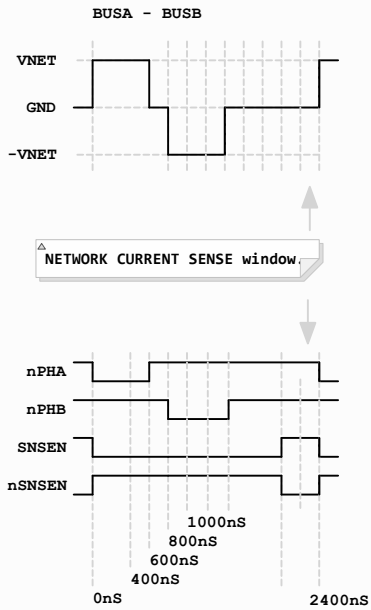 BUSA - BUSB
VNET
GND
-VNET
NETWORK CURRENT SENSE window.
nPHA
nPHB
SNSEN
nSNSEN
1000nS
800nS
600nS
400nS
0nS
2400nS